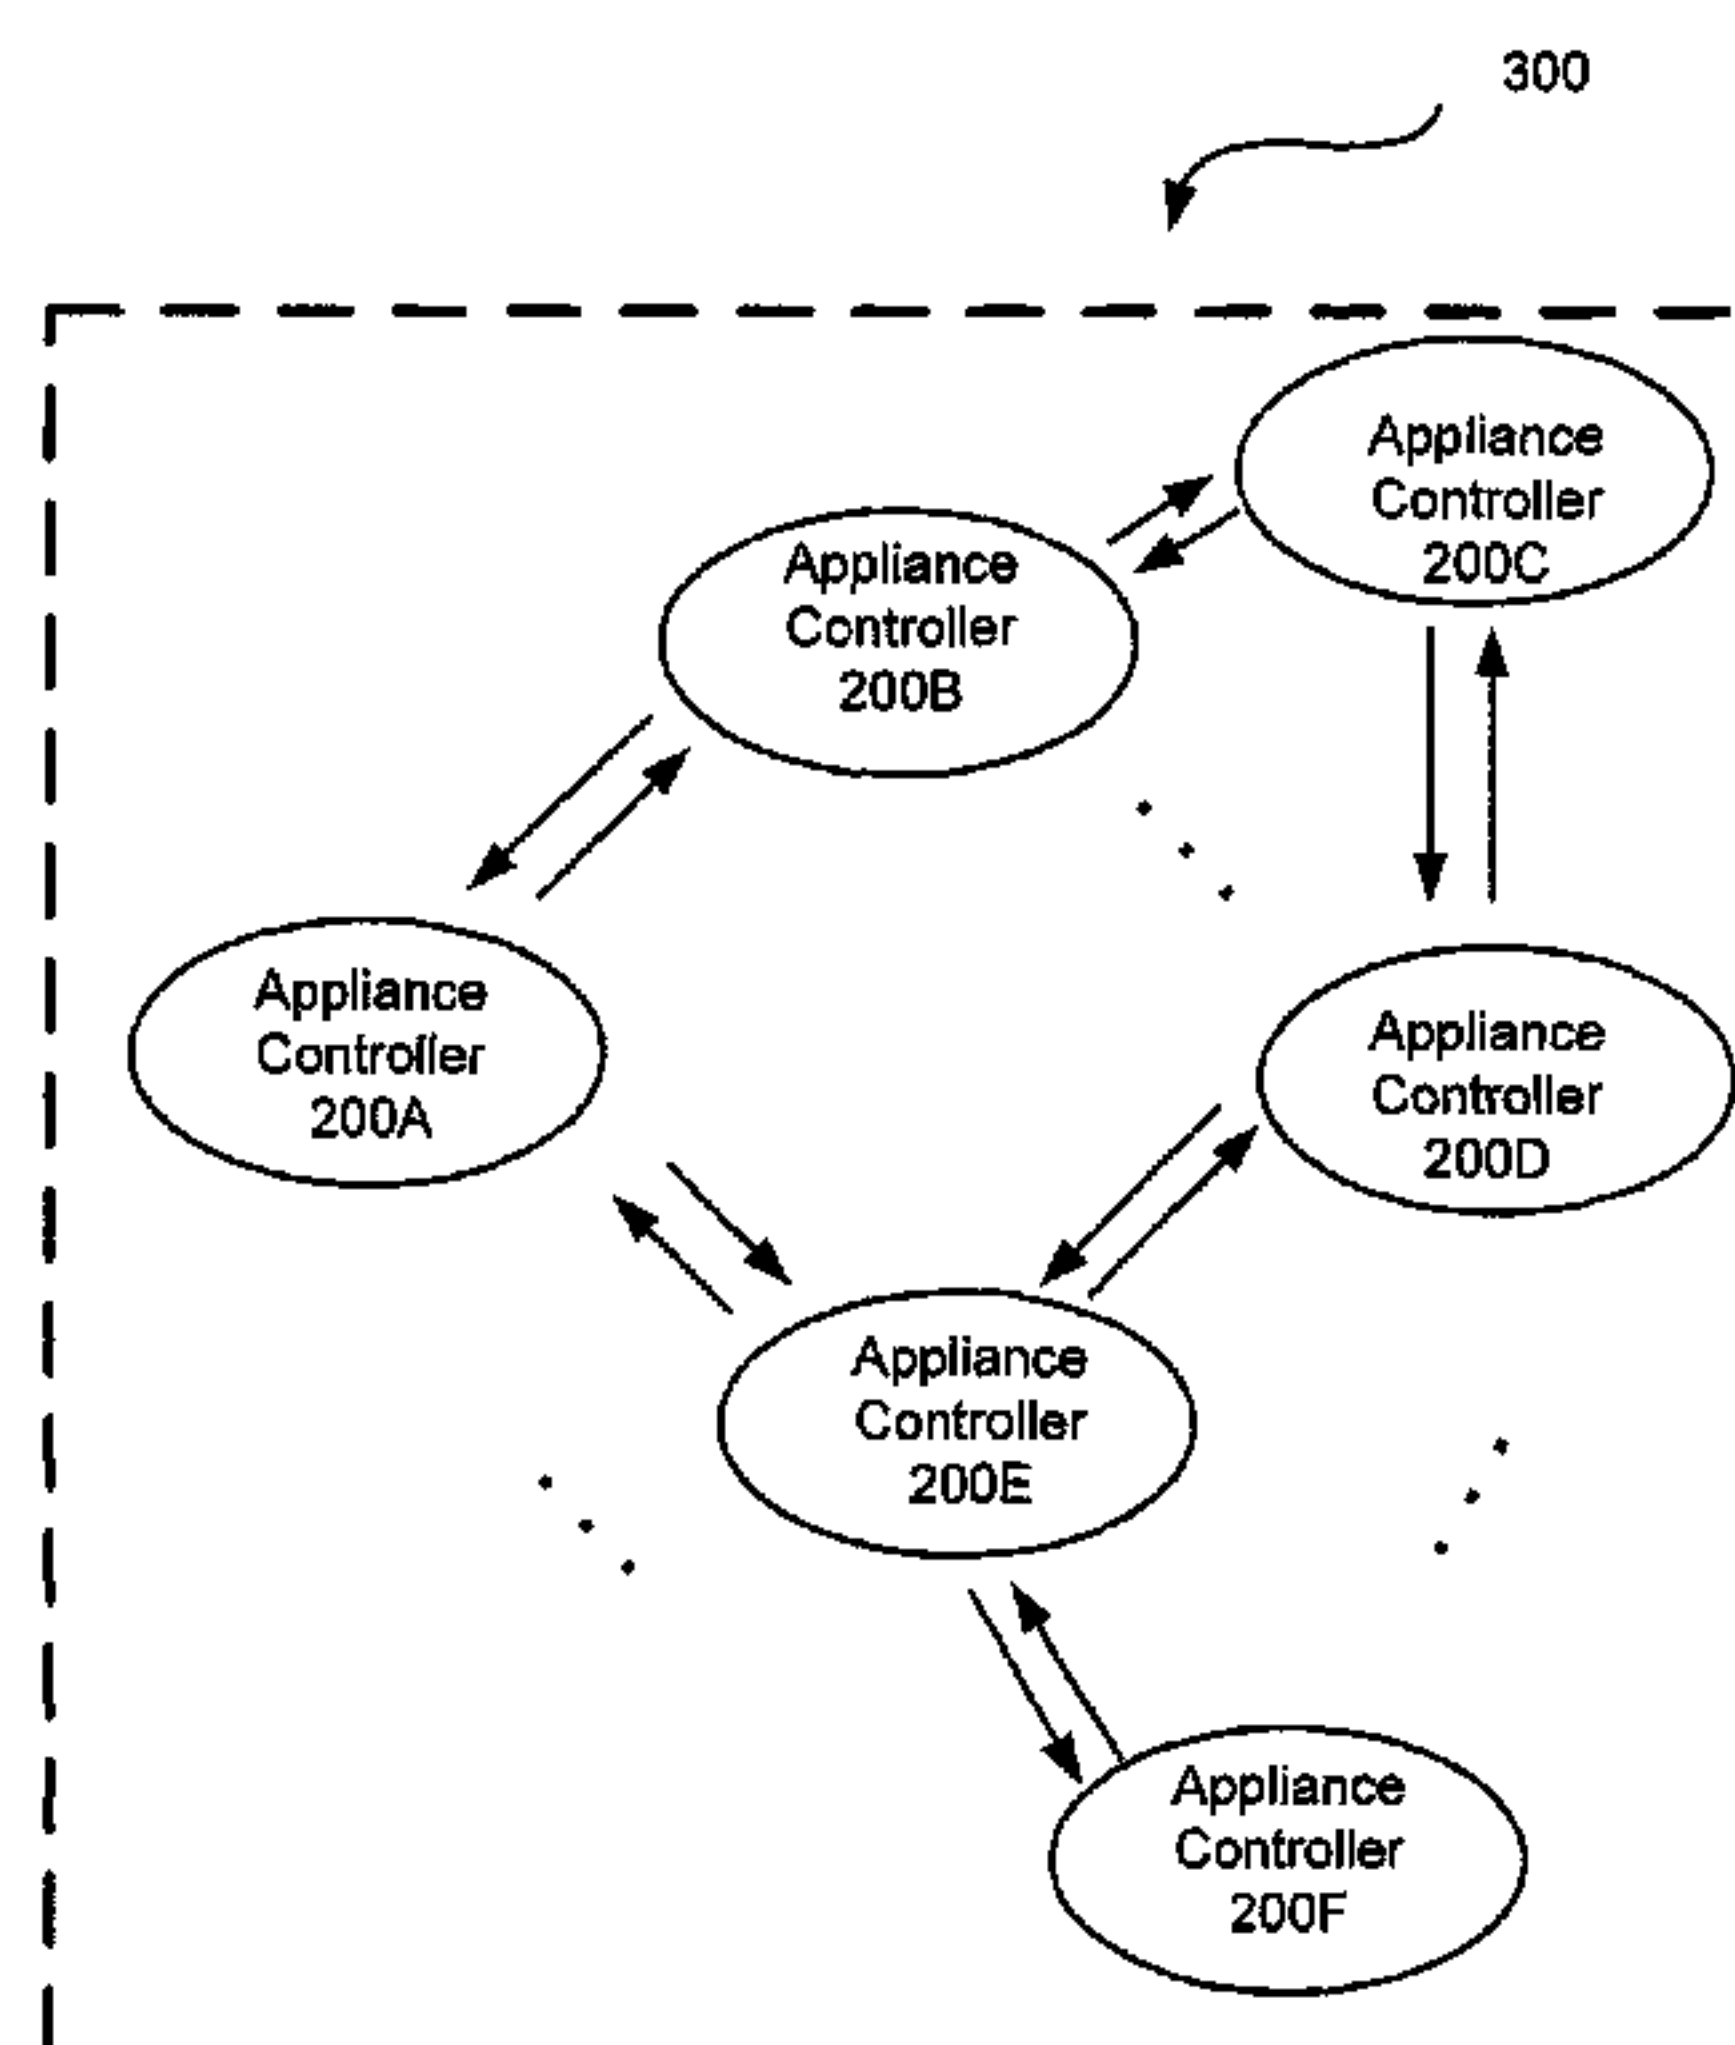 300
Appliance
Controller
200C
Appliance
Controller
200B
Appliance
Controller
200A
Appliance
Controller
200D
Appliance
Controller
200E
Appliance
Controller
200F